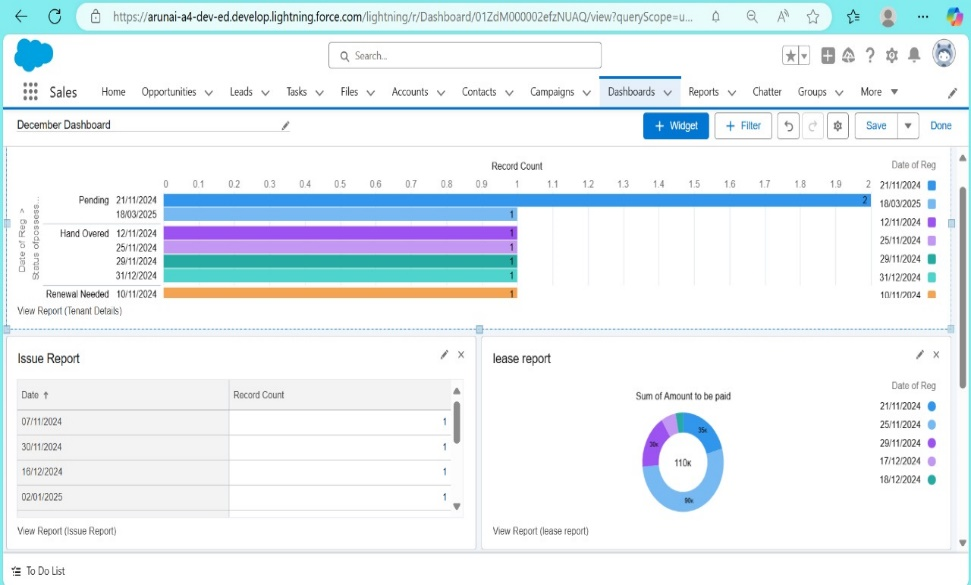 https://arunai-a4-dev-ed.develop.lightning.force.com/lightning/r/Dashboard/01ZdM000002efzNUAQ/view?queryScope=u...
Search...
Sales Home Opportunities Leads Tasks Files Accounts Contacts Campaigns Dashboards Reports Chatter Groups More
December Dashboard
+ Widget + Filter Save Done
Record Count
0 0.1 0.2 0.3 0.4 0.5 0.6 0.7 0.8 0.9 1 1.1 1.2 1.3 1.4 1.5 1.6 1.7 1.8 1.9 2
Date of Reg >
Status ofpossess...
Pending 21/11/2024 2
18/03/2025 1
Hand Overed 12/11/2024 1
25/11/2024 1
29/11/2024 1
31/12/2024 1
Renewal Needed 10/11/2024 1
Date of Reg
21/11/2024
18/03/2025
12/11/2024
25/11/2024
29/11/2024
31/12/2024
10/11/2024
View Report (Tenant Details)
Issue Report
Date ↑ Record Count
07/11/2024 1
30/11/2024 1
16/12/2024 1
02/01/2025 1
View Report (Issue Report)
lease report
Sum of Amount to be paid
35K
30K
110K
Date of Reg
21/11/2024
25/11/2024
29/11/2024
17/12/2024
18/12/2024
View Report (lease report)
To Do List